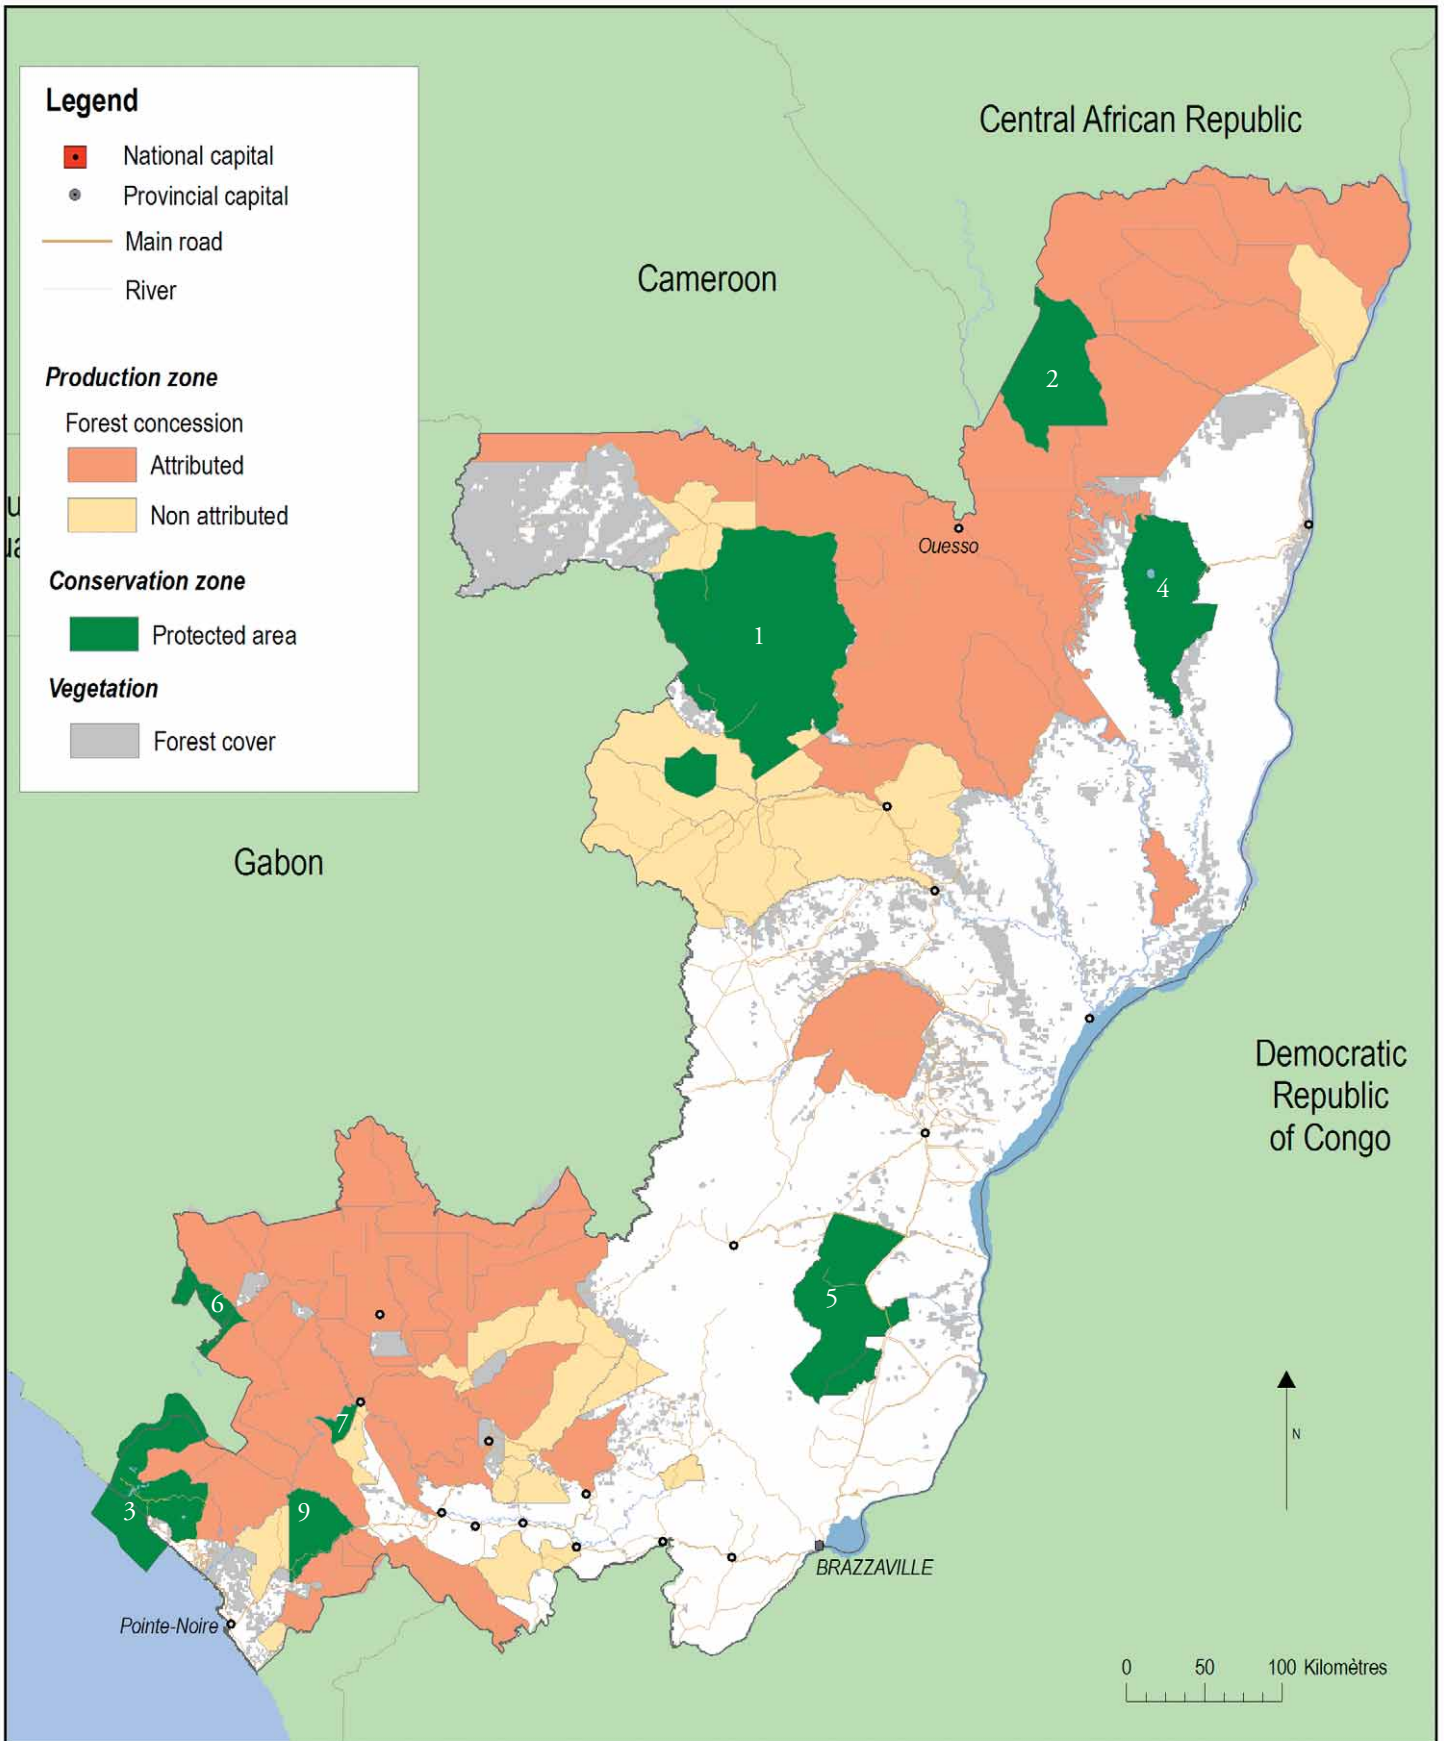 Legend
National capital
Provincial capital
Main road
River
Production zone
Forest concession
Attributed
Non attributed
Conservation zone
Protected area
Vegetation
Forest cover
Central African Republic
Cameroon
Gabon
Democratic
Republic
of Congo
Ouesso
BRAZZAVILLE
Pointe-Noire
1
2
3
4
5
6
7
9
N
0 50 100 Kilomètres